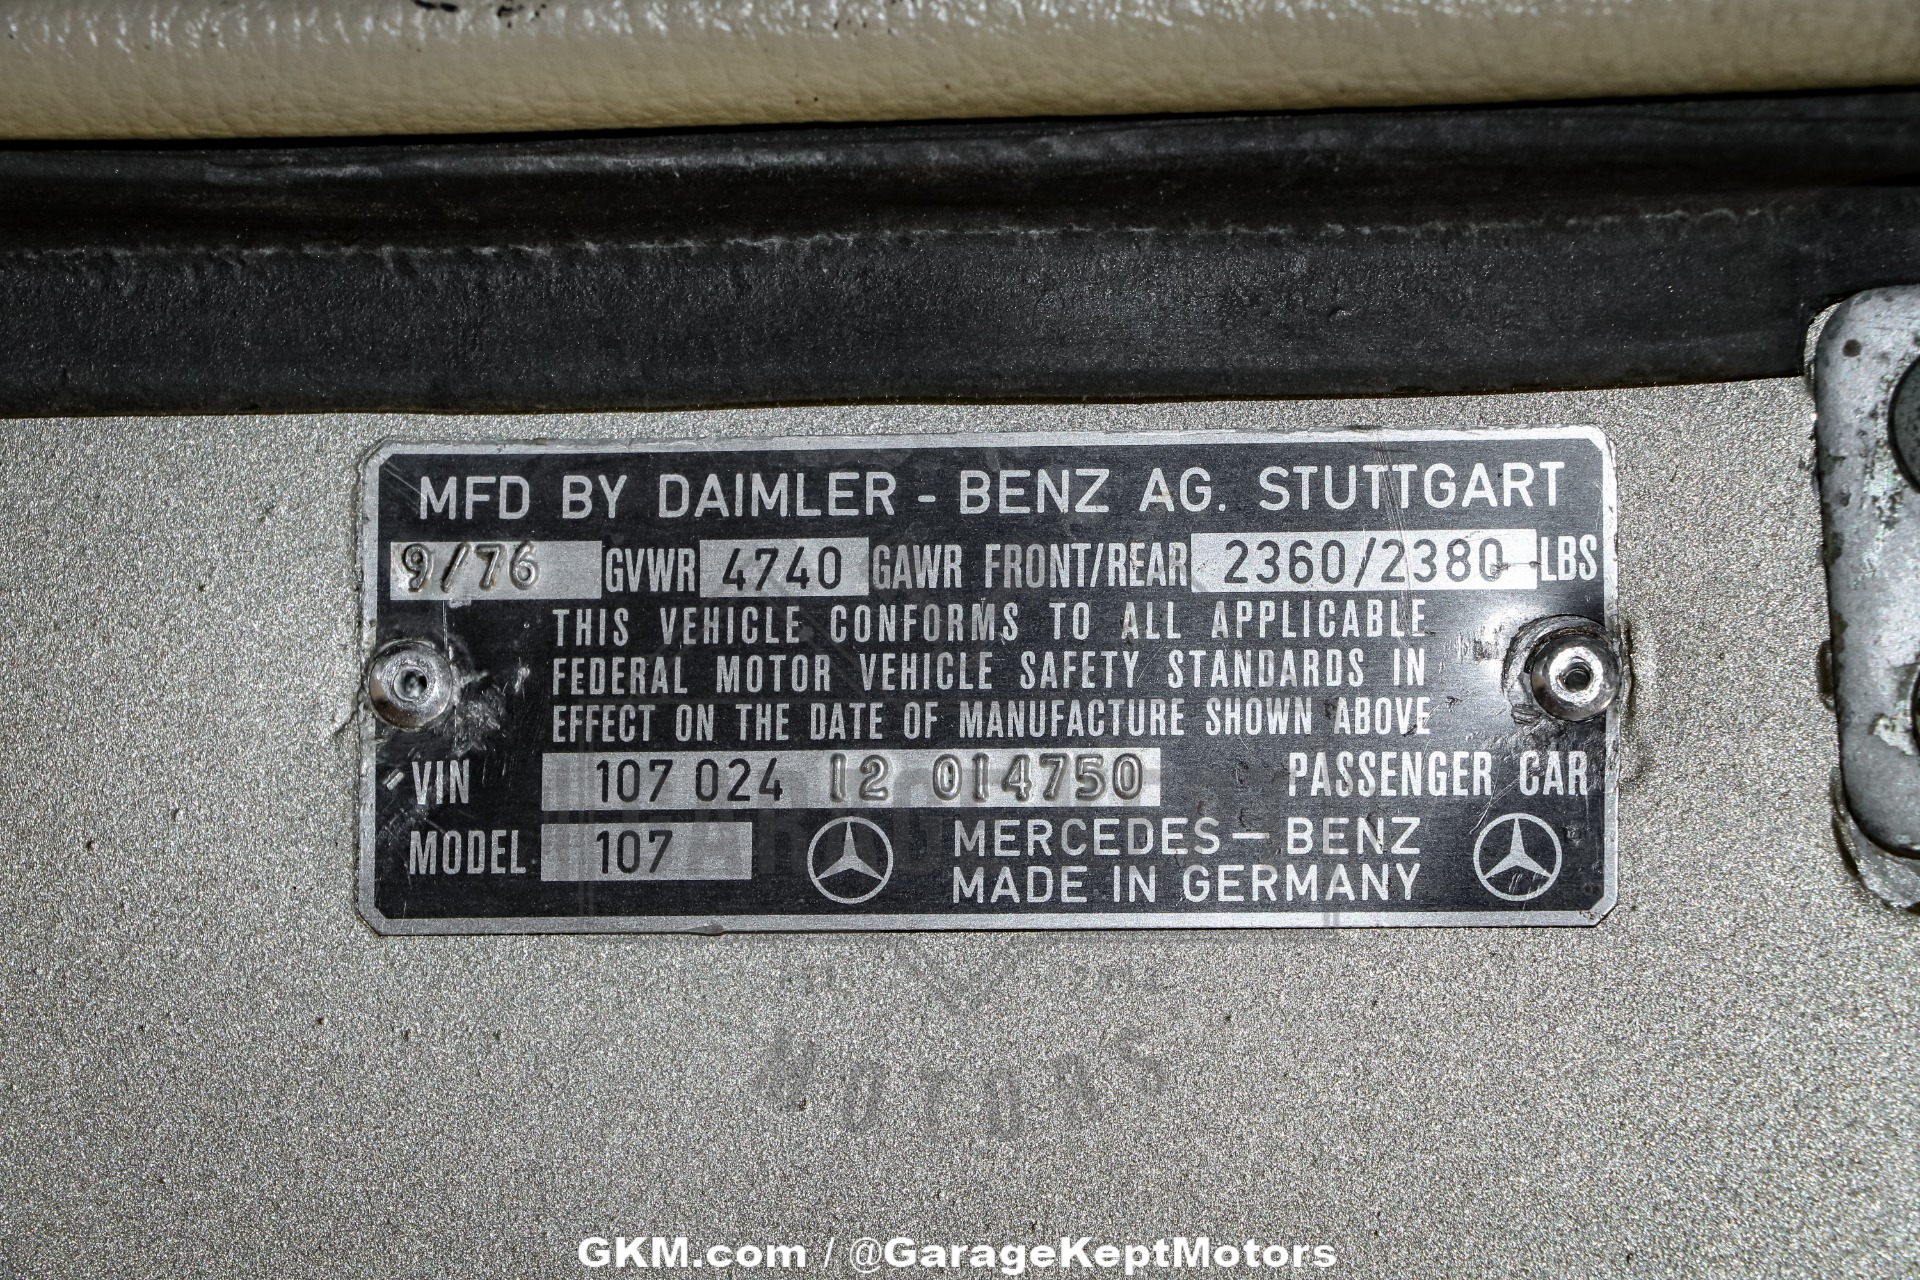 MFD BY DAIMLER - BENZ AG. STUTTGART
9/76 GVWR 4740 GAWR FRONT/REAR 2360/2380 LBS
THIS VEHICLE CONFORMS TO ALL APPLICABLE
FEDERAL MOTOR VEHICLE SAFETY STANDARDS IN
EFFECT ON THE DATE OF MANUFACTURE SHOWN ABOVE
VIN 107 024 12 014750 PASSENGER CAR
MODEL 107 MERCEDES-BENZ
MADE IN GERMANY
MOTORS
GKM.com / @GarageKeptMotors